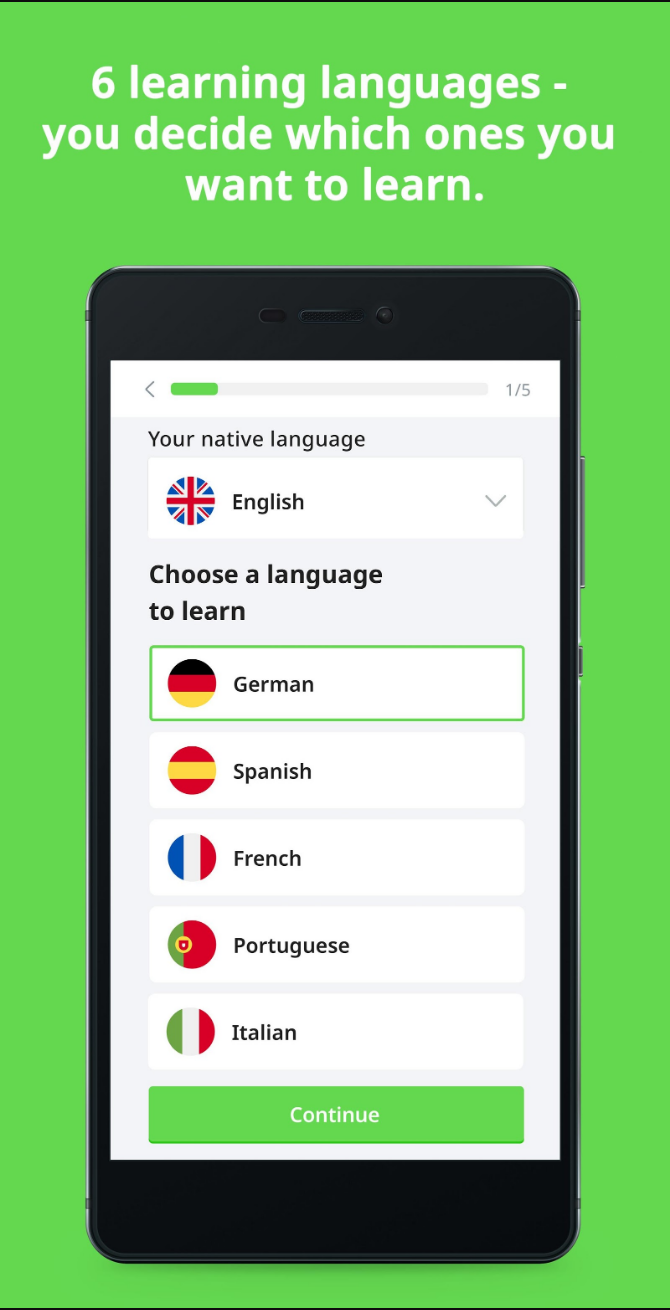 6 learning languages -
you decide which ones you
want to learn.
1/5
Your native language
English
Choose a language
to learn
German
Spanish
French
Portuguese
Italian
Continue